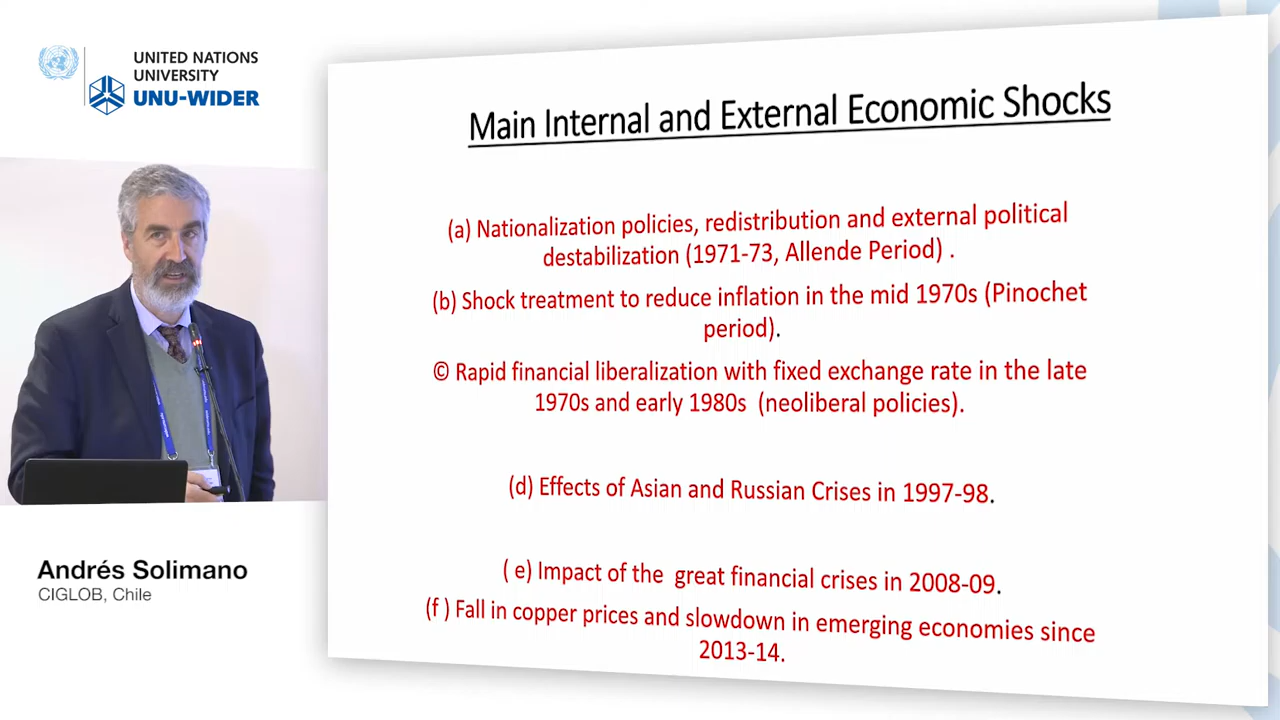 UNITED NATIONS
UNIVERSITY
UNU-WIDER
Main Internal and External Economic Shocks
(a) Nationalization policies, redistribution and external political
destabilization (1971-73, Allende Period) .
(b) Shock treatment to reduce inflation in the mid 1970s (Pinochet
period).
© Rapid financial liberalization with fixed exchange rate in the late
1970s and early 1980s (neoliberal policies).
(d) Effects of Asian and Russian Crises in 1997-98.
( e) Impact of the great financial crises in 2008-09.
(f ) Fall in copper prices and slowdown in emerging economies since
2013-14.
Andrés Solimano
CIGLOB, Chile